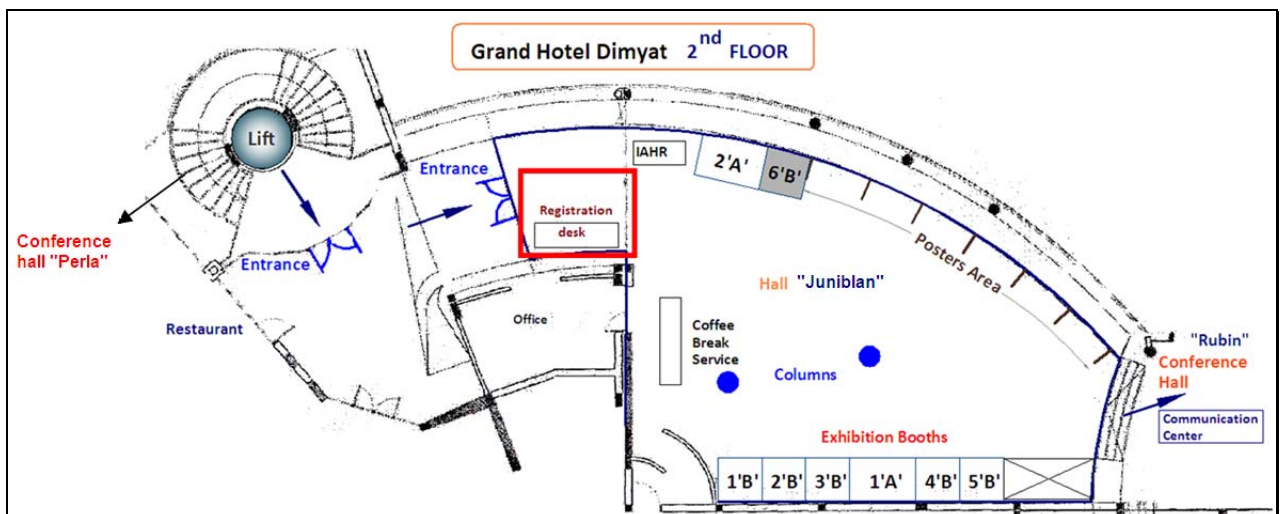 Grand Hotel Dimyat 2nd FLOOR
Lift
Entrance
IAHR
2'A'
6'B'
Registration
desk
Conference
hall "Perla"
Entrance
Posters Area
Hall "Juniblan"
Restaurant
Office
Coffee
Break
Service
Columns
"Rubin"
Conference
Hall
Communication
Center
Exhibition Booths
1'B'
2'B'
3'B'
1'A'
4'B'
5'B'